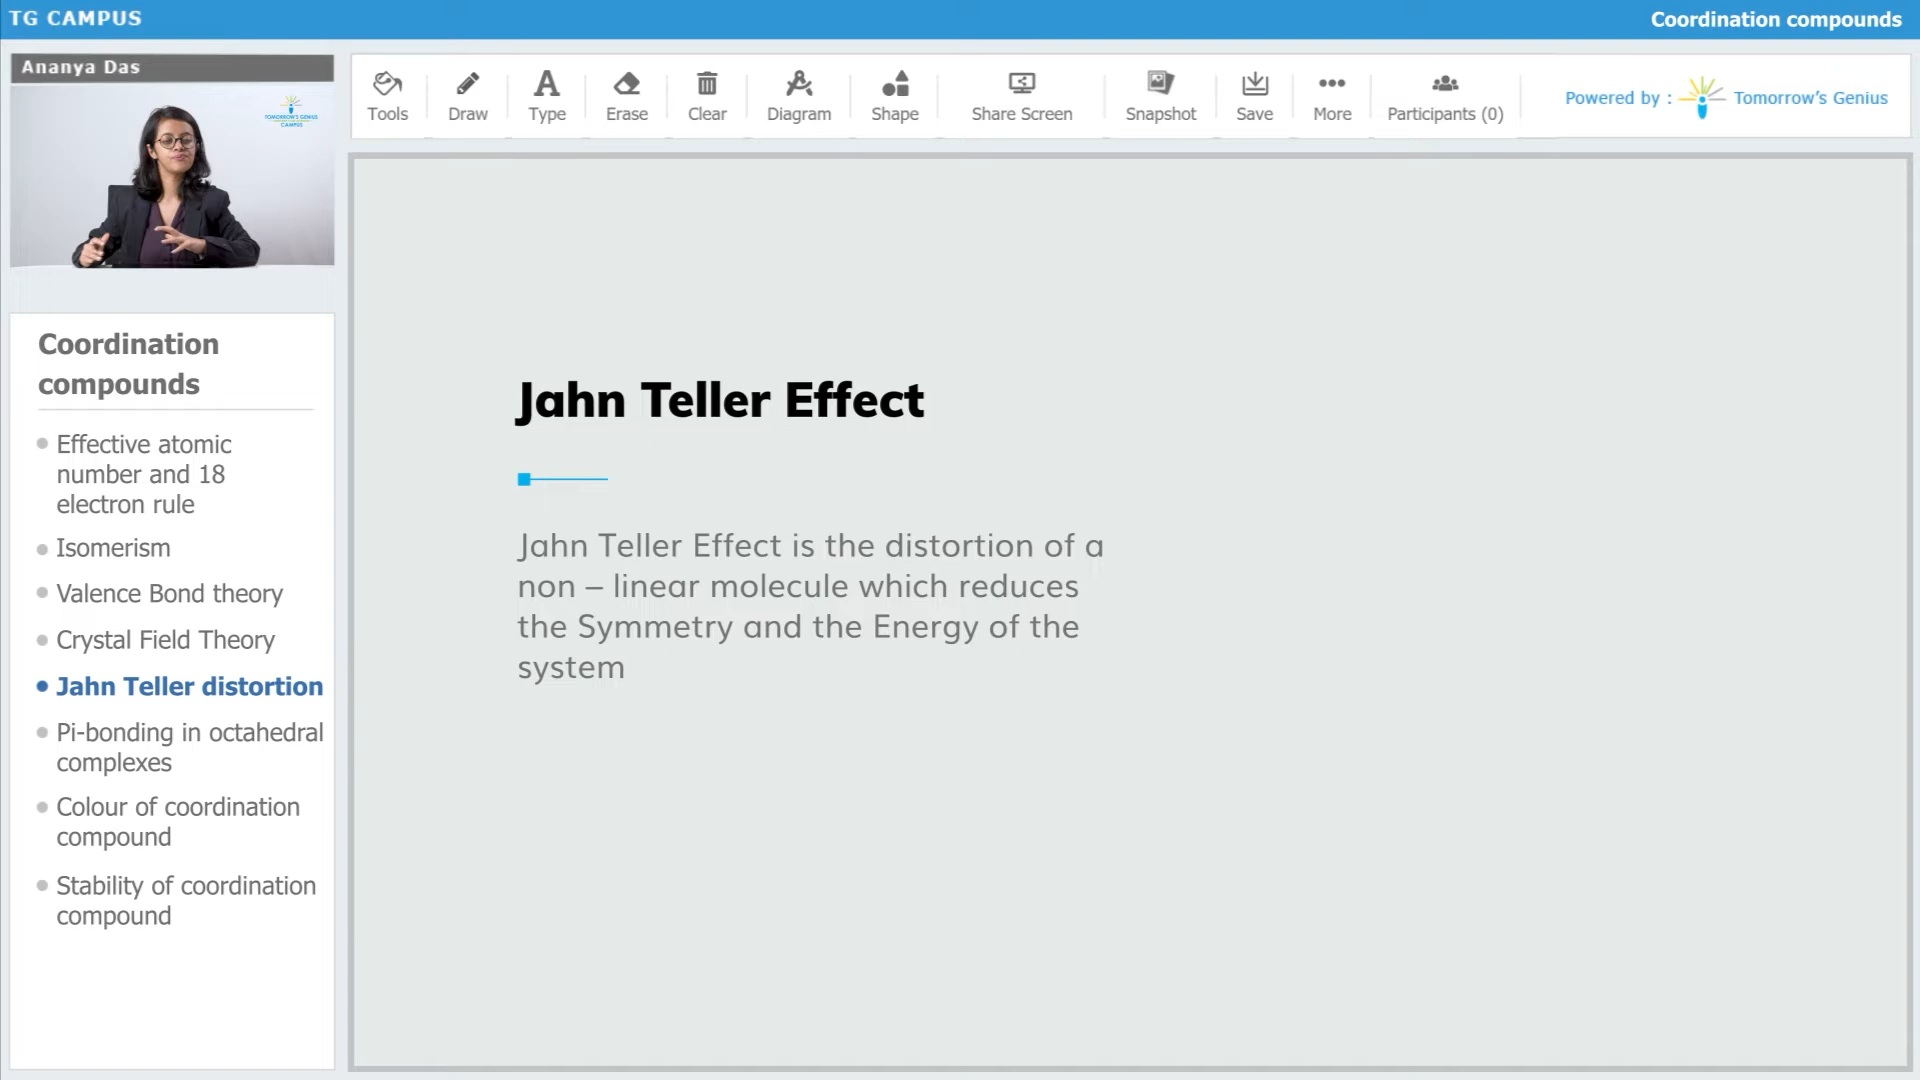 TG CAMPUS
Coordination compounds
Ananya Das
TOMORROW'S GENIUS
CAMPUS
Tools
Draw
Type
Erase
Clear
Diagram
Shape
Share Screen
Snapshot
Save
More
Participants (0)
Powered by :
Tomorrow's Genius
Coordination
compounds
Effective atomic
number and 18
electron rule
Isomerism
Valence Bond theory
Crystal Field Theory
Jahn Teller distortion
Pi-bonding in octahedral
complexes
Colour of coordination
compound
Stability of coordination
compound
Jahn Teller Effect
Jahn Teller Effect is the distortion of a
non – linear molecule which reduces
the Symmetry and the Energy of the
system